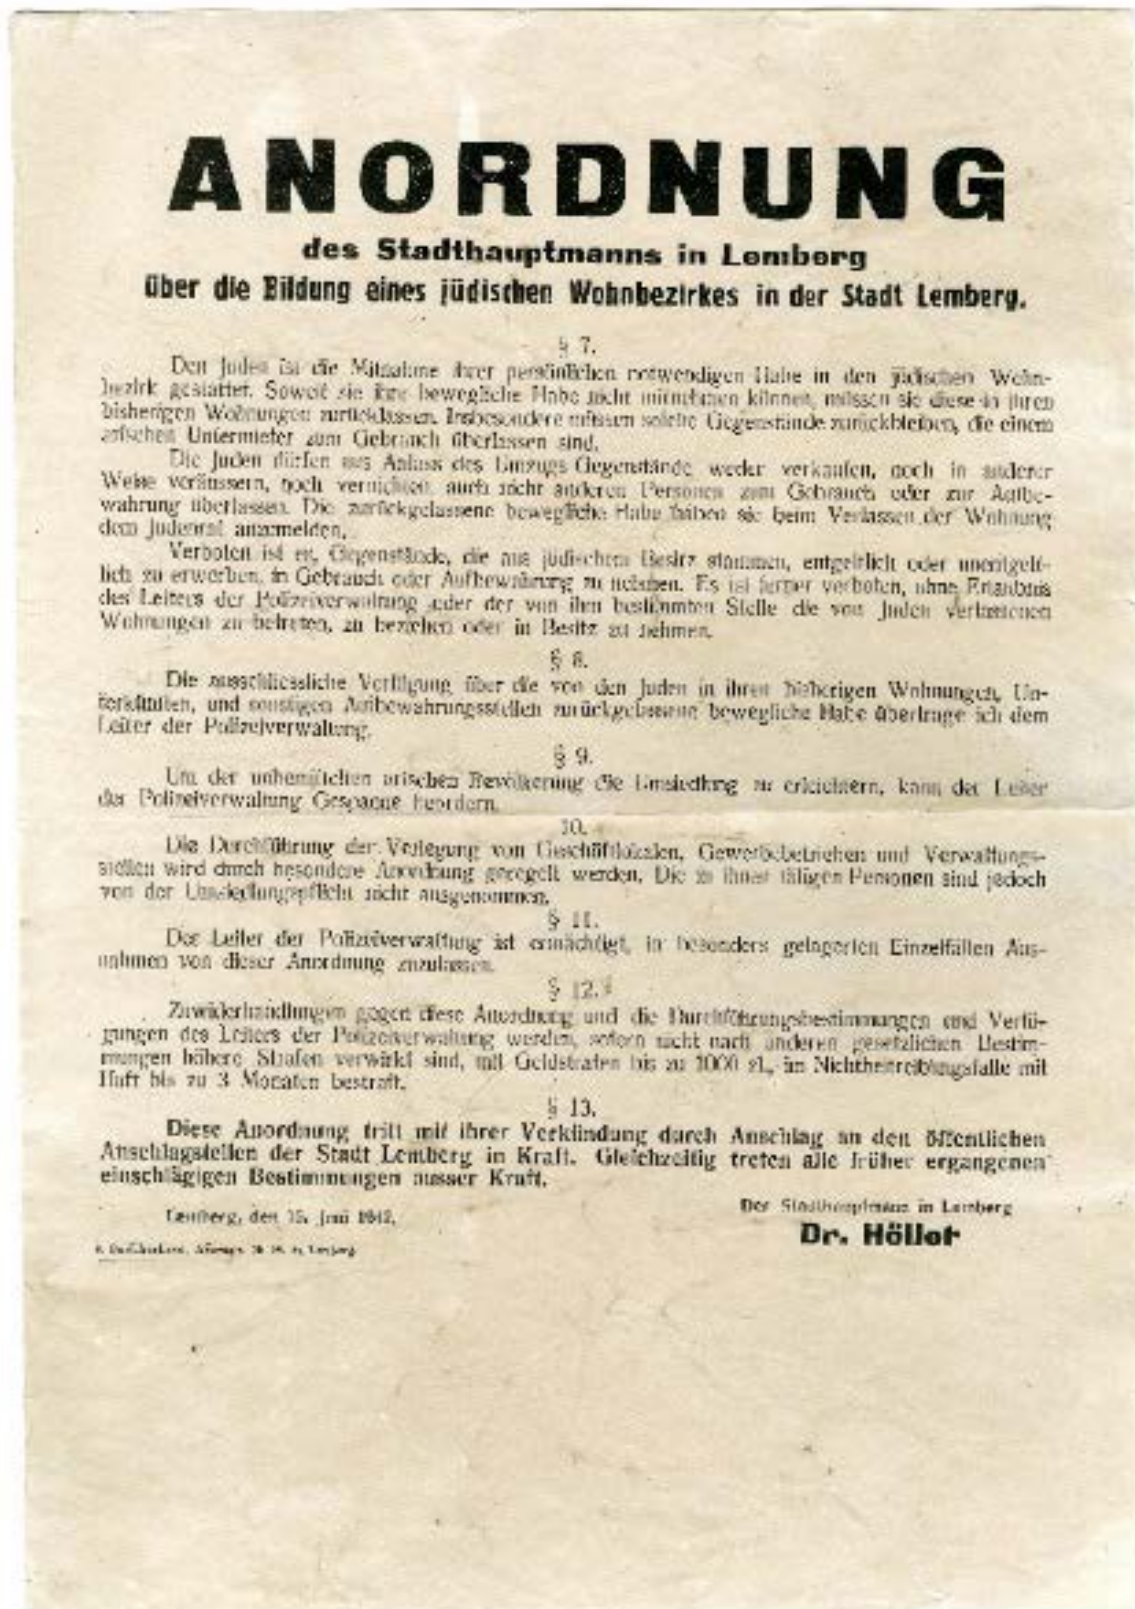 ANORDNUNG
des Stadthauptmanns in Lemberg
über die Bildung eines jüdischen Wohnbezirkes in der Stadt Lemberg.
§ 7.
Den Juden ist die Mitnahme ihrer persönlichen notwendigen Habe in den jüdischen Wohn-
bezirk gestattet. Soweit sie ihre bewegliche Habe nicht mitnehmen können, müssen sie diese in ihren
bisherigen Wohnungen zurücklassen. Insbesondere müssen solche Gegenstände zurückbleiben, die einem
arischen Untermieter zum Gebrauch überlassen sind.
Die Juden dürfen aus Anlass des Umzugs Gegenstände weder verkaufen, noch in anderer
Weise veräussern, noch vernichten, auch nicht anderen Personen zum Gebrauch oder zur Aufbe-
wahrung überlassen. Die zurückgelassene bewegliche Habe haben sie beim Verlassen der Wohnung
dem Judenrat anzumelden.
Verboten ist es, Gegenstände, die aus jüdischem Besitz stammen, entgeltlich oder unentgelt-
lich zu erwerben, in Gebrauch oder Aufbewahrung zu nehmen. Es ist ferner verboten, ohne Erlaubnis
des Leiters der Polizeiverwaltung oder der von ihm bestimmten Stelle die von Juden verlassenen
Wohnungen zu betreten, zu beziehen oder in Besitz zu nehmen.
§ 8.
Die ausschliessliche Verfügung über die von den Juden in ihren bisherigen Wohnungen, Un-
terkünften, und sonstigen Aufbewahrungsstellen zurückgelassene bewegliche Habe übertrage ich dem
Leiter der Polizeiverwaltung.
§ 9.
Um der unbemittelten arischen Bevölkerung die Umsiedlung zu erleichtern, kann der Leiter
der Polizeiverwaltung Gespanne beordern.
10.
Die Durchführung der Verlegung von Geschäftlokalen, Gewerbebetrieben und Verwaltungs-
stellen wird durch besondere Anordnung geregelt werden. Die in ihnen tätigen Personen sind jedoch
von der Umsiedlungspflicht nicht ausgenommen.
§ 11.
Der Leiter der Polizeiverwaltung ist ermächtigt, in besonders gelagerten Einzelfällen Aus-
nahmen von dieser Anordnung zuzulassen.
§ 12.
Zuwiderhandlungen gegen diese Anordnung und die Durchführungsbestimmungen und Verfü-
gungen des Leiters der Polizeiverwaltung werden, sofern nicht nach anderen gesetzlichen Bestim-
mungen höhere Strafen verwirkt sind, mit Geldstrafen bis zu 1000 zl., im Nichtbeitreibungsfalle mit
Haft bis zu 3 Monaten bestraft.
§ 13.
Diese Anordnung tritt mit ihrer Verkündung durch Anschlag an den öffentlichen
Anschlagstellen der Stadt Lemberg in Kraft. Gleichzeitig treten alle früher ergangenen
einschlägigen Bestimmungen ausser Kraft.
Lemberg, den 15. 1942.
Der Stadthauptmann in Lemberg
Dr. Höller